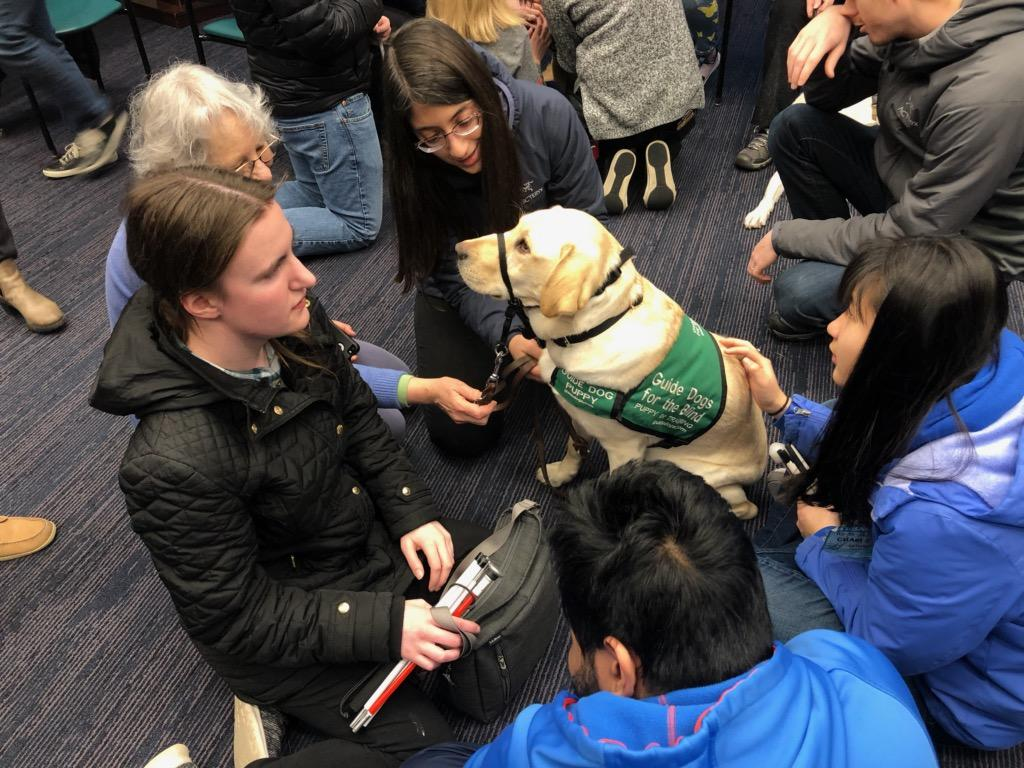 GUIDE DOG
PUPPY
Guide Dogs
for the Blind
PUPPY IN TRAINING